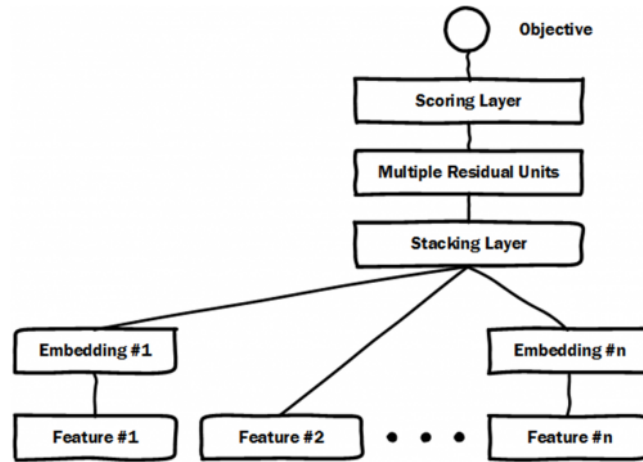 Objective
Scoring Layer
Multiple Residual Units
Stacking Layer
Embedding #1
Embedding #n
Feature #1
Feature #2
Feature #n